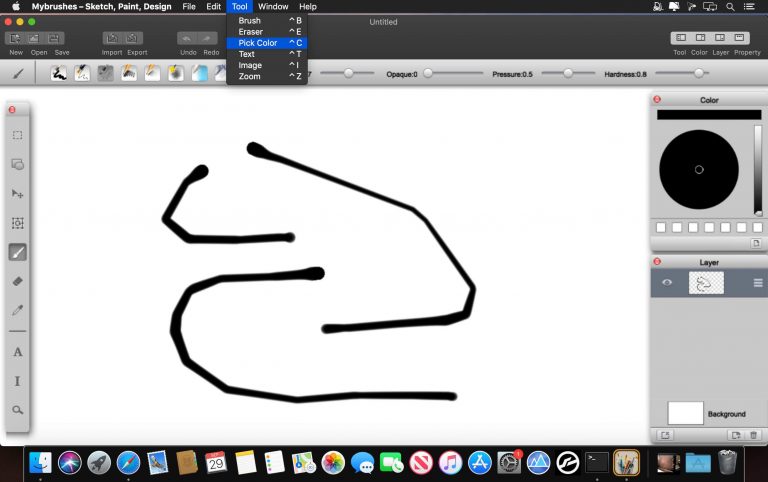 Mybrushes – Sketch, Paint, Design File Edit Tool Window Help
Untitled
Brush ^ B
Eraser ^ E
Pick Color ^ C
Text ^ T
Image ^ I
Zoom ^ Z
New Open Save Import Export Undo Redo Tool Color Layer Property
7 Opaque:0 Pressure:0.5 Hardness:0.8
Color
A
I
Layer
Background
29
1